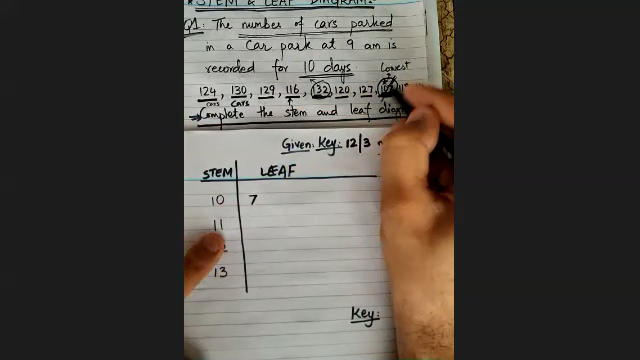 * STEM & LEAF DIAGRAM:
Q1: The number of cars parked
in a car park at 9 am is
recorded for 10 days. Lowest
124, 130, 129, 116, 132, 120, 127,
cars cars
Complete the stem and leaf
Given: Key: 12|3
STEM LEAF
10 7
11
13
Key: